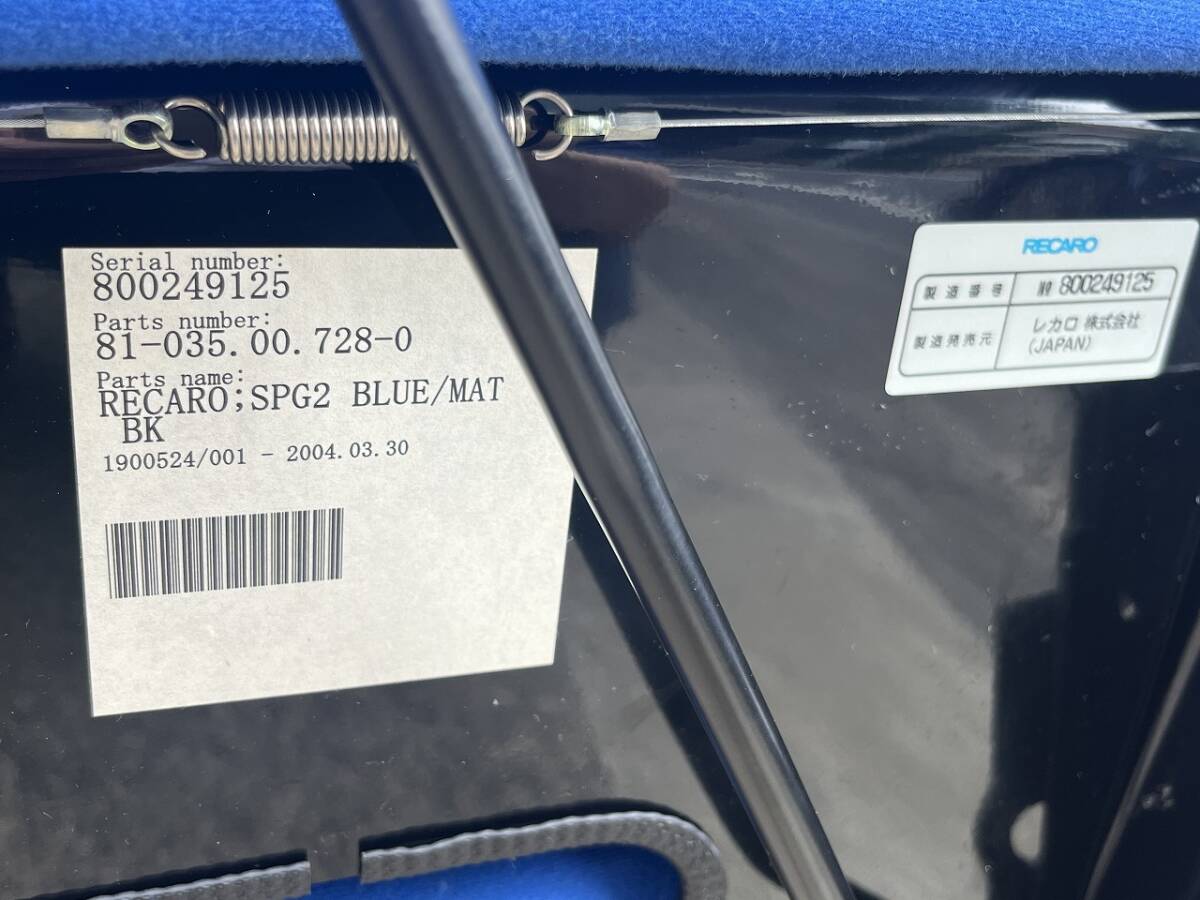 Serial number:
800249125
Parts number:
81-035.00.728-0
Parts name:
RECARO;SPG2 BLUE/MAT
BK
1900524/001 - 2004.03.30
RECARO
製造番号 800249125
製造発売元 レカロ 株式会社
(JAPAN)